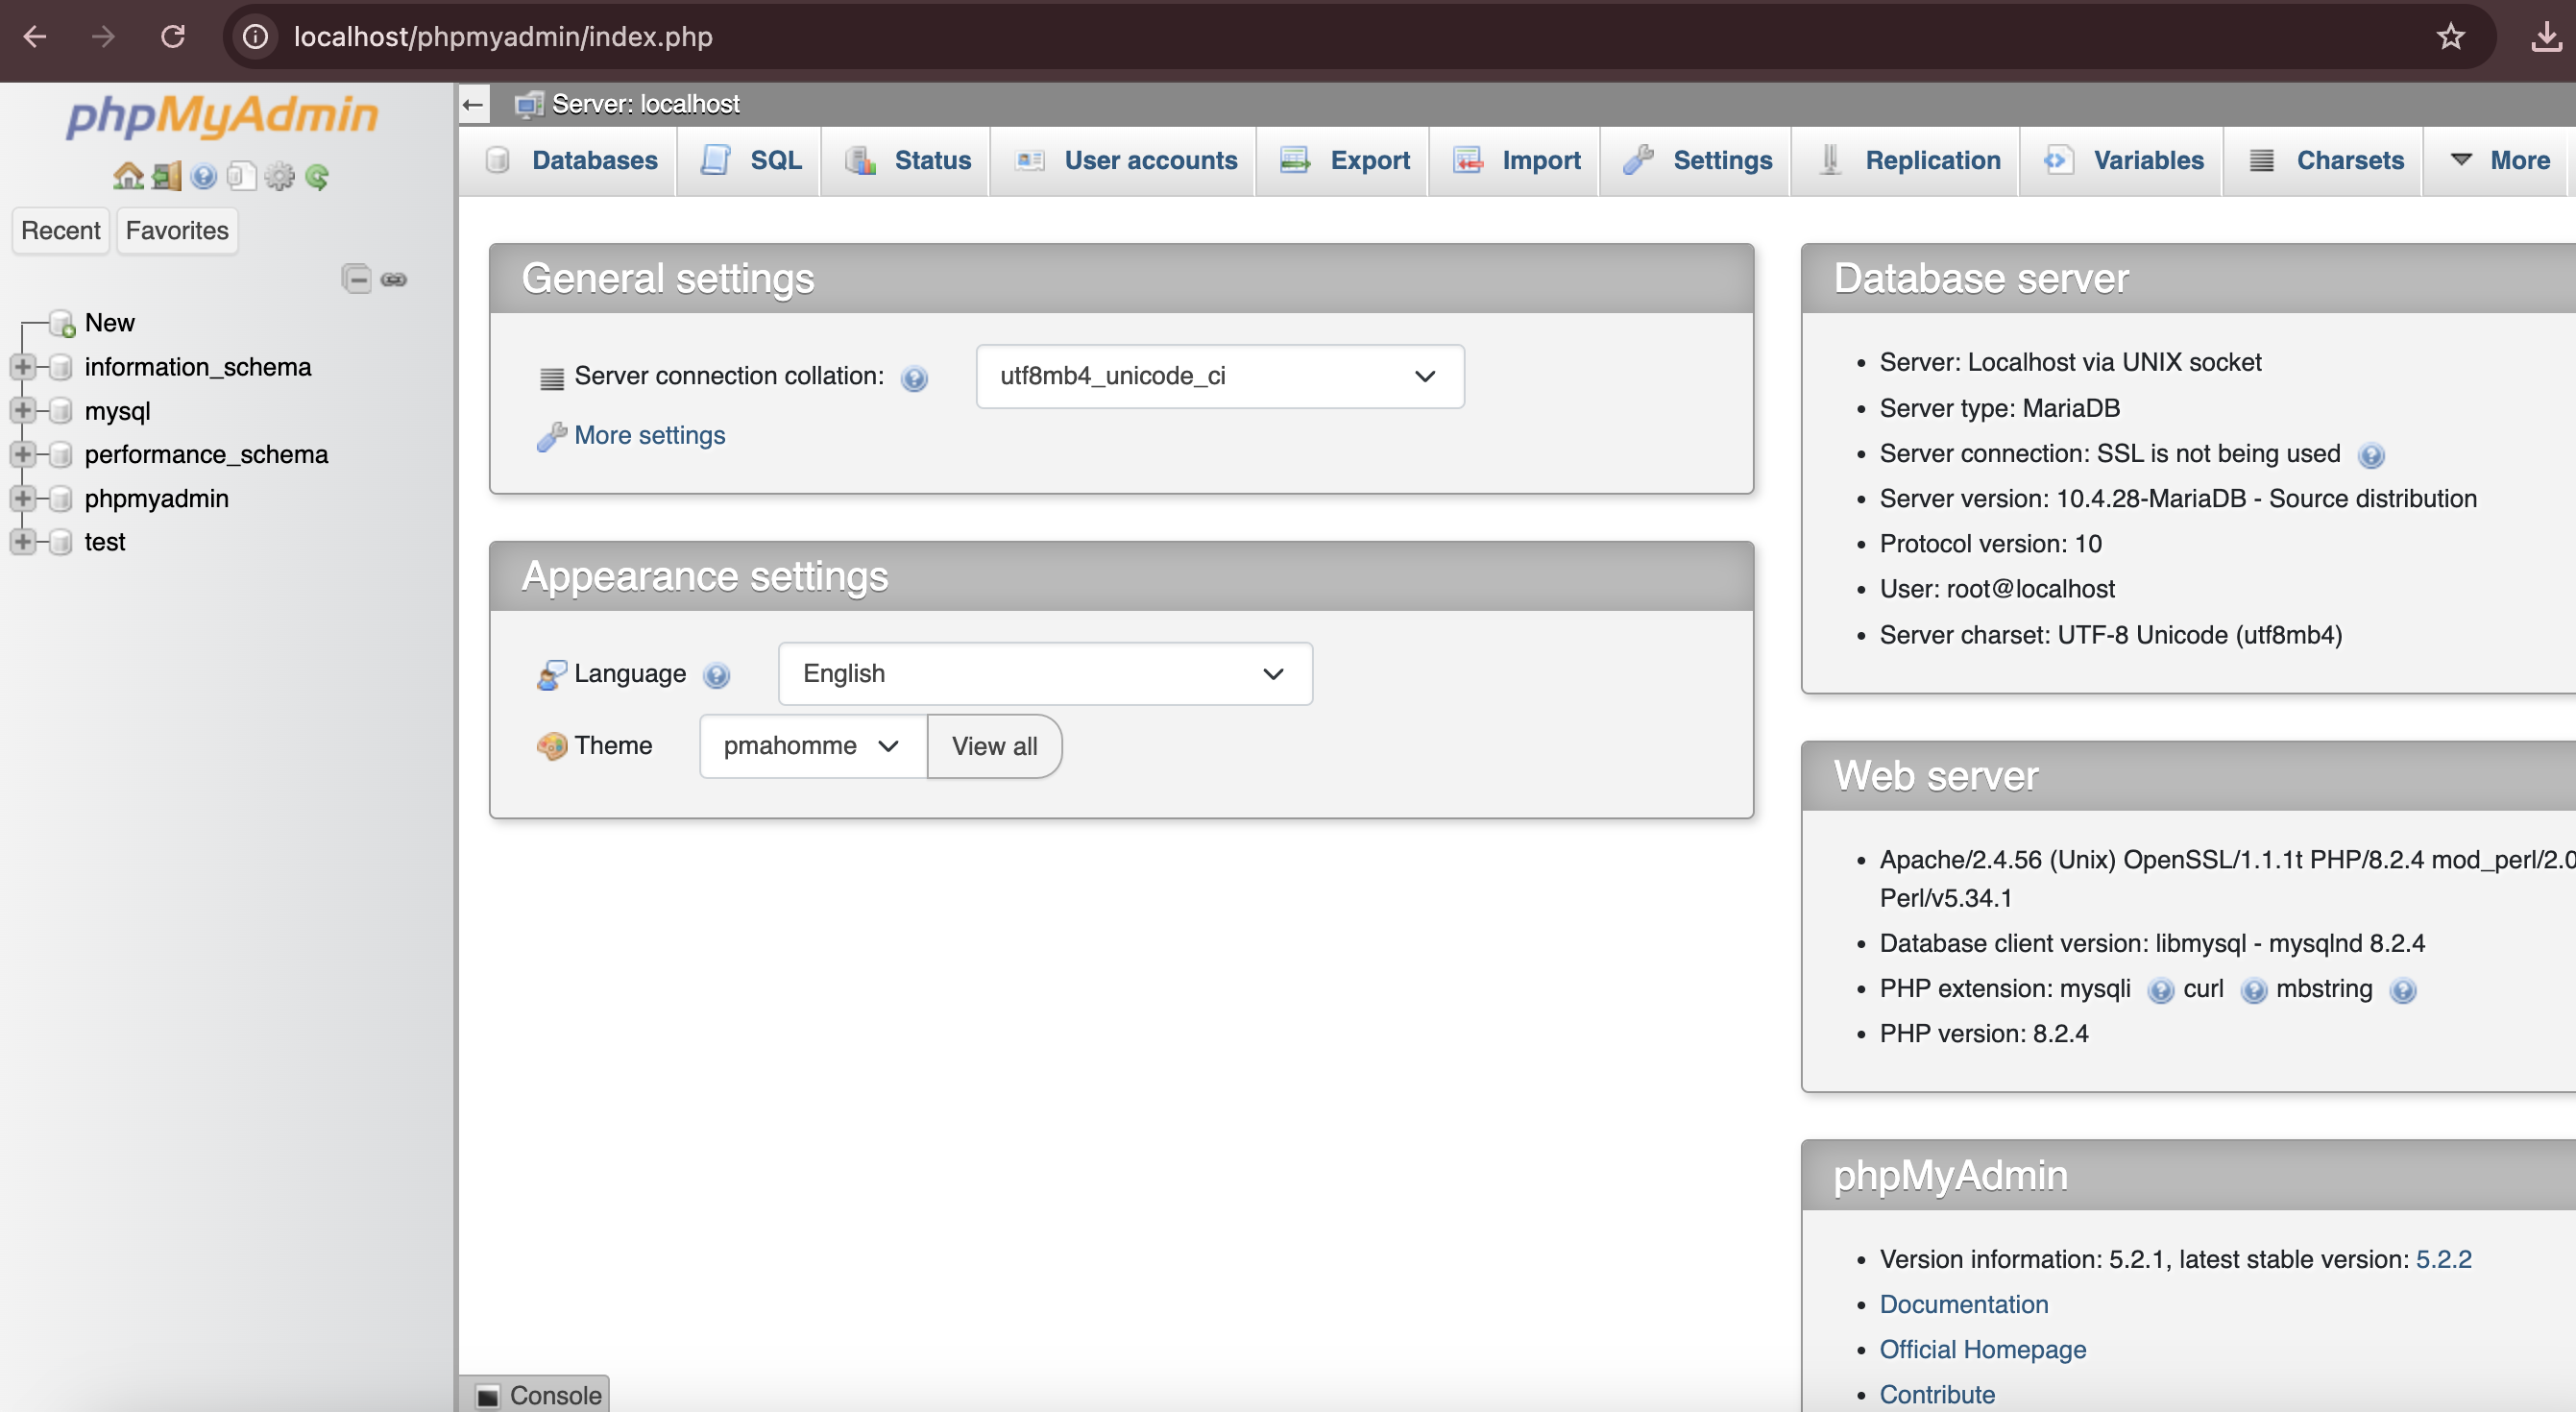 localhost/phpmyadmin/index.php
phpMyAdmin
Recent Favorites
New
information_schema
mysql
performance_schema
phpmyadmin
test
Server: localhost
Databases SQL Status User accounts Export Import Settings Replication Variables Charsets More
General settings
Server connection collation: utf8mb4_unicode_ci
More settings
Appearance settings
Language English
Theme pmahomme View all
Database server
Server: Localhost via UNIX socket
Server type: MariaDB
Server connection: SSL is not being used
Server version: 10.4.28-MariaDB - Source distribution
Protocol version: 10
User: root@localhost
Server charset: UTF-8 Unicode (utf8mb4)
Web server
Apache/2.4.56 (Unix) OpenSSL/1.1.1t PHP/8.2.4 mod_perl/2.0
Perl/v5.34.1
Database client version: libmysql - mysqlnd 8.2.4
PHP extension: mysqli curl mbstring
PHP version: 8.2.4
phpMyAdmin
Version information: 5.2.1, latest stable version: 5.2.2
Documentation
Official Homepage
Contribute
Console